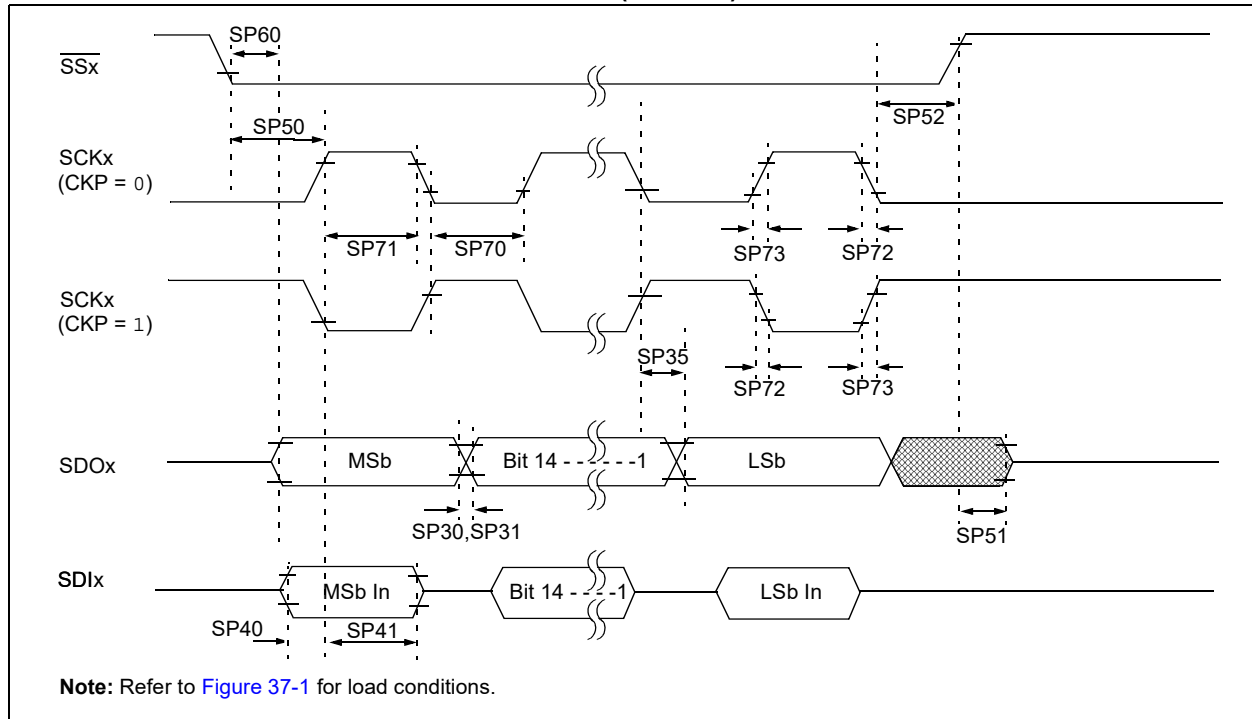 SP60
SSx
SP50
SP52
SCKx
(CKP = 0)
SP71
SP70
SP73
SP72
SCKx
(CKP = 1)
SP35
SP72
SP73
SDOx
MSb
Bit 14 - - - - - -1
LSb
SP30,SP31
SP51
SDIx
MSb In
Bit 14 - - - -1
LSb In
SP40
SP41
Note: Refer to Figure 37-1 for load conditions.